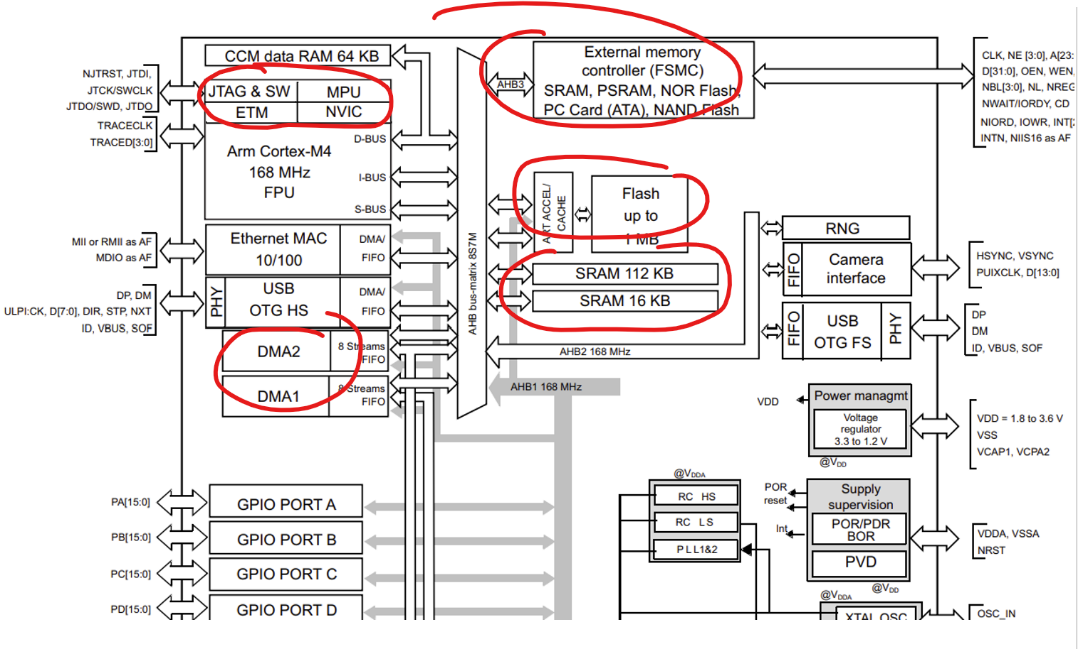 CCM data RAM 64 KB
External memory
controller (FSMC)
SRAM, PSRAM, NOR Flash,
PC Card (ATA), NAND Flash
AHB3
CLK, NE [3:0], A[23:
D[31:0], OEN, WEN,
NBL[3:0], NL, NREG
NWAIT/IORDY, CD
NIORD, IOWR, INT[
INTN, NIIS16 as AF
NJTRST, JTDI,
JTCK/SWCLK
JTDO/SWD, JTDO
JTAG & SW
MPU
ETM
NVIC
TRACECLK
TRACED[3:0]
Arm Cortex-M4
168 MHz
FPU
D-BUS
I-BUS
S-BUS
AHB bus-matrix 8S7M
ART ACCEL/
CACHE
Flash
up to
1 MB
SRAM 112 KB
SRAM 16 KB
MII or RMII as AF
MDIO as AF
Ethernet MAC
10/100
DMA/
FIFO
DP, DM
ULPI:CK, D[7:0], DIR, STP, NXT
ID, VBUS, SOF
PHY
USB
OTG HS
DMA/
FIFO
DMA2
8 Streams
FIFO
DMA1
8 Streams
FIFO
AHB2 168 MHz
AHB1 168 MHz
RNG
FIFO
Camera
interface
HSYNC, VSYNC
PUIXCLK, D[13:0]
FIFO
USB
OTG FS
PHY
DP
DM
ID, VBUS, SOF
VDD
Power managmt
Voltage
regulator
3.3 to 1.2 V
@VDD
VDD = 1.8 to 3.6 V
VSS
VCAP1, VCPA2
@VDDA
RC HS
RC LS
PLL1&2
POR
reset
Int
Supply
supervision
POR/PDR
BOR
PVD
@VDD
VDDA, VSSA
NRST
@VDDA
XTAL OSC
OSC_IN
PA[15:0]
GPIO PORT A
PB[15:0]
GPIO PORT B
PC[15:0]
GPIO PORT C
PD[15:0]
GPIO PORT D